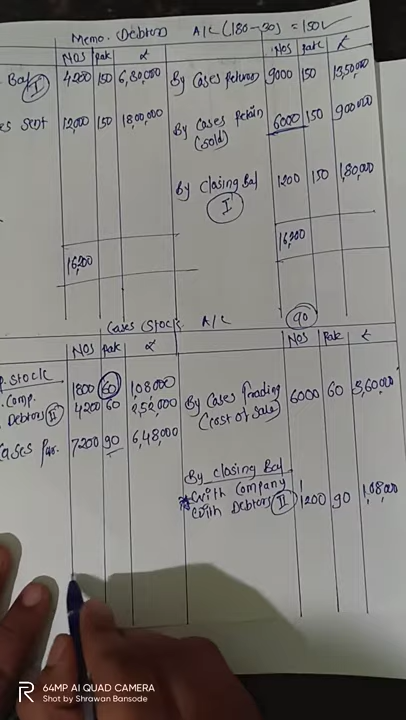 Memo. (Debtors) A/C (180-30) = 150
Nos Rate ₹ Nos Rate ₹
Bal I 4200 150 6,30,000 By Cases Return 9000 150 13,50,000
es sent 12,000 150 18,00,000 By Cases Retain (sold) 6000 150 900000
By Closing Bal I 1200 150 1,80,000
16,200 16,200
Cases (Stock A/C 90
Nos Rate ₹ Nos Rate ₹
p. stock
Comp. 1800 60 1,08,000 By Cases Trading 6000 60 3,60,000
Debtors II 4200 60 2,52,000 (cost of sale)
Cases Pur. 7200 90 6,48,000
By Closing Bal
With Company
With Debtors II 1200 90 1,08,000
64MP AI QUAD CAMERA
Shot by Shrawan Bansode